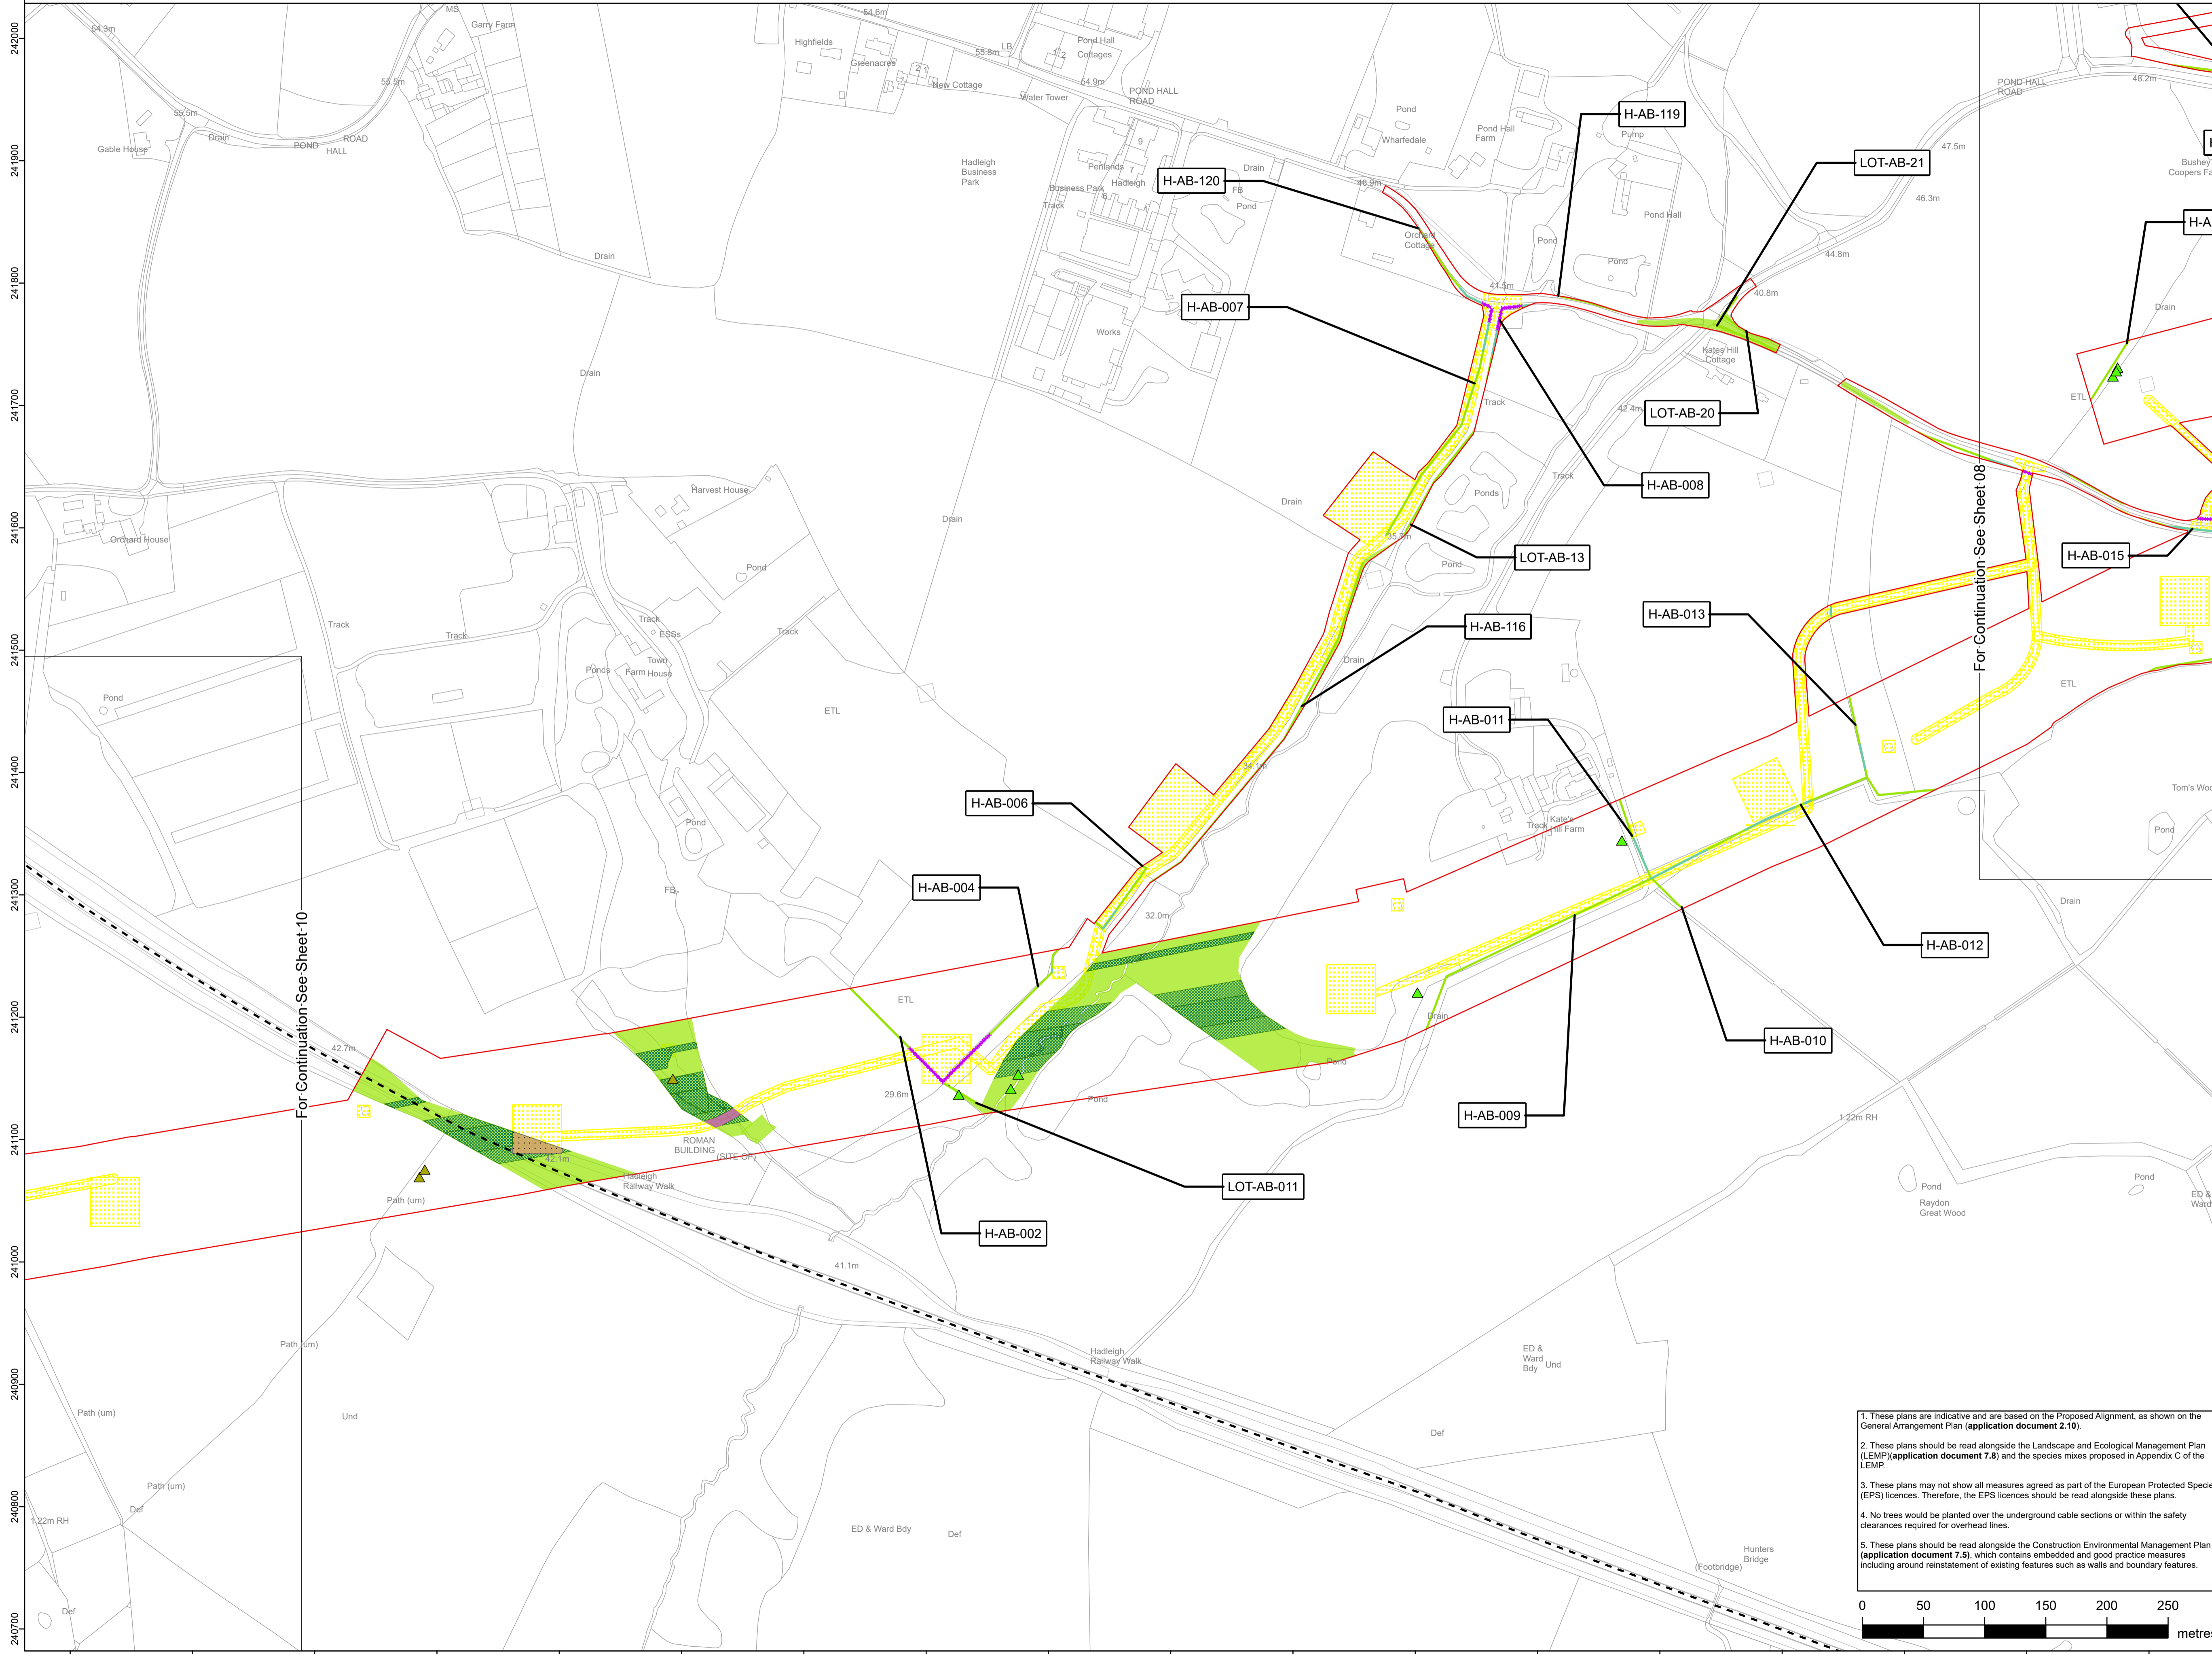 MS
Garry Farm
54.3m
55.5m
55.5m
Gable House
Drain
POND
HALL
ROAD
Drain
54.6m
Highfields
Greenacres
2
1
New Cottage
55.8m
LB
1
2
Pond Hall
Cottages
54.9m
Water Tower
POND HALL
ROAD
9
Penlands
7
Business Park
Hadleigh
6
Track
Hadleigh
Business
Park
Drain
FB
Pond
Works
Drain
Pond
Wharfedale
Pond Hall
Farm
Pump
46.9m
Orchard
Cottage
Pond
Pond Hall
Pond
41.5m
44.8m
40.8m
46.3m
47.5m
POND HALL
ROAD
48.2m
Bushey
Drain
ETL
Kates Hill
Cottage
42.4m
Track
Track
Ponds
Pond
Drain
Drain
H-AB-119
LOT-AB-21
H-AB-120
H-AB-007
LOT-AB-20
H-AB-008
LOT-AB-13
H-AB-015
H-AB-013
H-AB-116
H-AB-011
H-AB-006
H-AB-004
H-AB-012
H-AB-010
H-AB-009
LOT-AB-011
H-AB-002
For Continuation See Sheet 08
For Continuation See Sheet 10
Orchard House
Harvest House
Pond
Track
Track
Track
Track
ESSs
Town
House
Farm
Ponds
Pond
Pond
FB
ETL
Drain
34.1m
32.0m
ETL
ETL
Track
Kate's
Hill Farm
Drain
Pond
Pond
29.6m
42.7m
42.1m
ROMAN
BUILDING
(SITE OF)
Hadleigh
Railway Walk
Path (um)
41.1m
Path (um)
Path (um)
Path (um)
Und
Def
1.22m RH
Def
Hadleigh
Railway Walk
ED & Ward Bdy
Def
ED &
Ward
Bdy
Und
Def
(Footbridge)
Hunters
Bridge
1.22m RH
Pond
Raydon
Great Wood
Pond
ED &
Ward
Drain
Pond
242000
241900
241800
241700
241600
241500
241400
241300
241200
241100
241000
240900
240800
240700
1. These plans are indicative and are based on the Proposed Alignment, as shown on the
General Arrangement Plan (application document 2.10).
2. These plans should be read alongside the Landscape and Ecological Management Plan
(LEMP)(application document 7.8) and the species mixes proposed in Appendix C of the
LEMP.
3. These plans may not show all measures agreed as part of the European Protected Specie
(EPS) licences. Therefore, the EPS licences should be read alongside these plans.
4. No trees would be planted over the underground cable sections or within the safety
clearances required for overhead lines.
5. These plans should be read alongside the Construction Environmental Management Plan
(application document 7.5), which contains embedded and good practice measures
including around reinstatement of existing features such as walls and boundary features.
0 50 100 150 200 250
metres